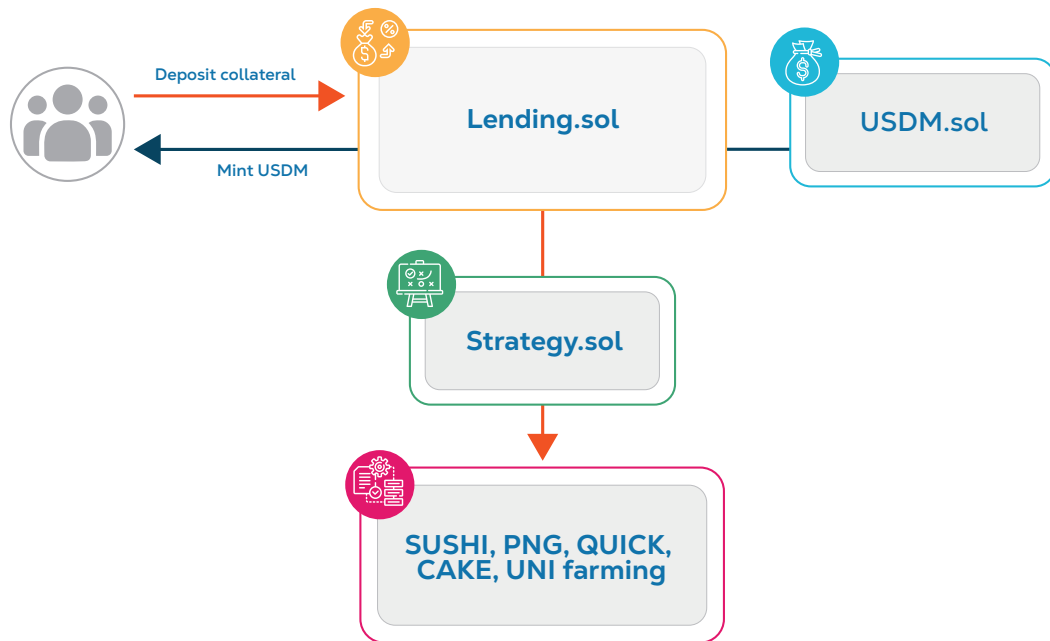 Deposit collateral
Mint USDM
Lending.sol
USDM.sol
Strategy.sol
SUSHI, PNG, QUICK,
CAKE, UNI farming